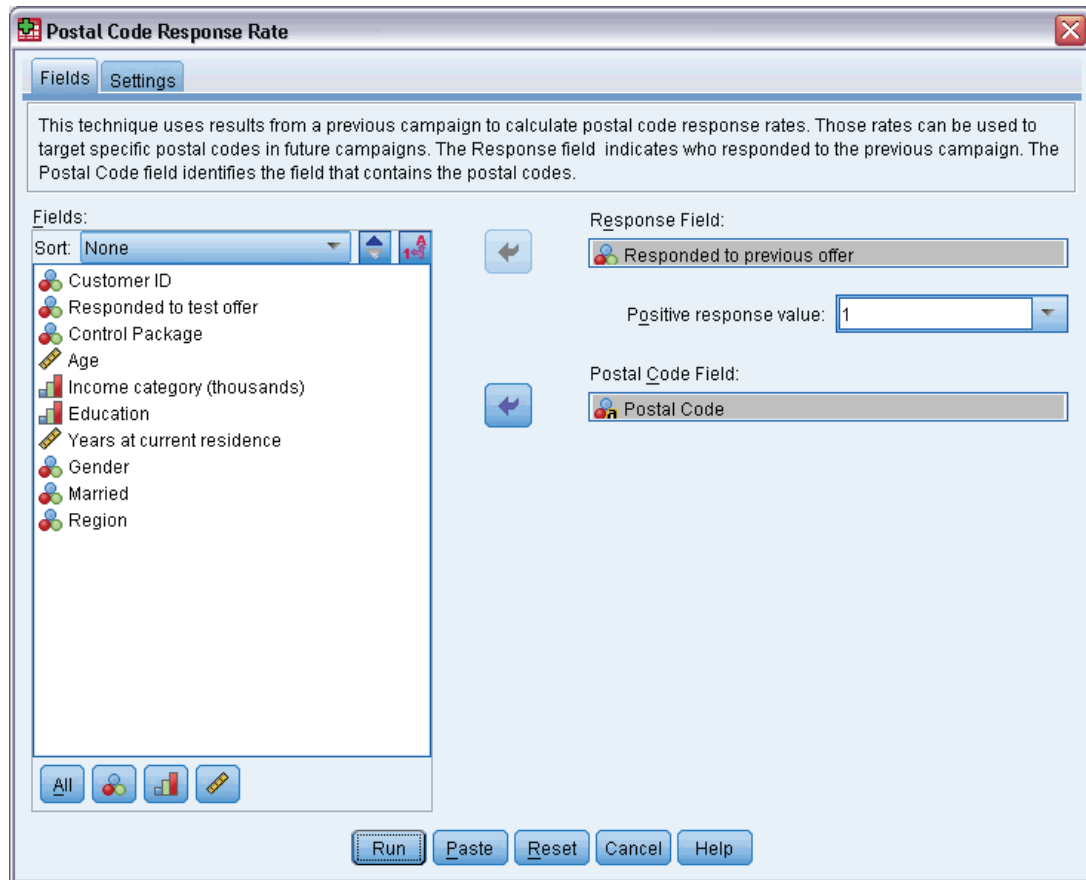 Postal Code Response Rate
Fields Settings
This technique uses results from a previous campaign to calculate postal code response rates. Those rates can be used to
target specific postal codes in future campaigns. The Response field indicates who responded to the previous campaign. The
Postal Code field identifies the field that contains the postal codes.
Fields:
Sort: None
Customer ID
Responded to test offer
Control Package
Age
Income category (thousands)
Education
Years at current residence
Gender
Married
Region
All
Response Field:
Responded to previous offer
Positive response value: 1
Postal Code Field:
a Postal Code
Run Paste Reset Cancel Help